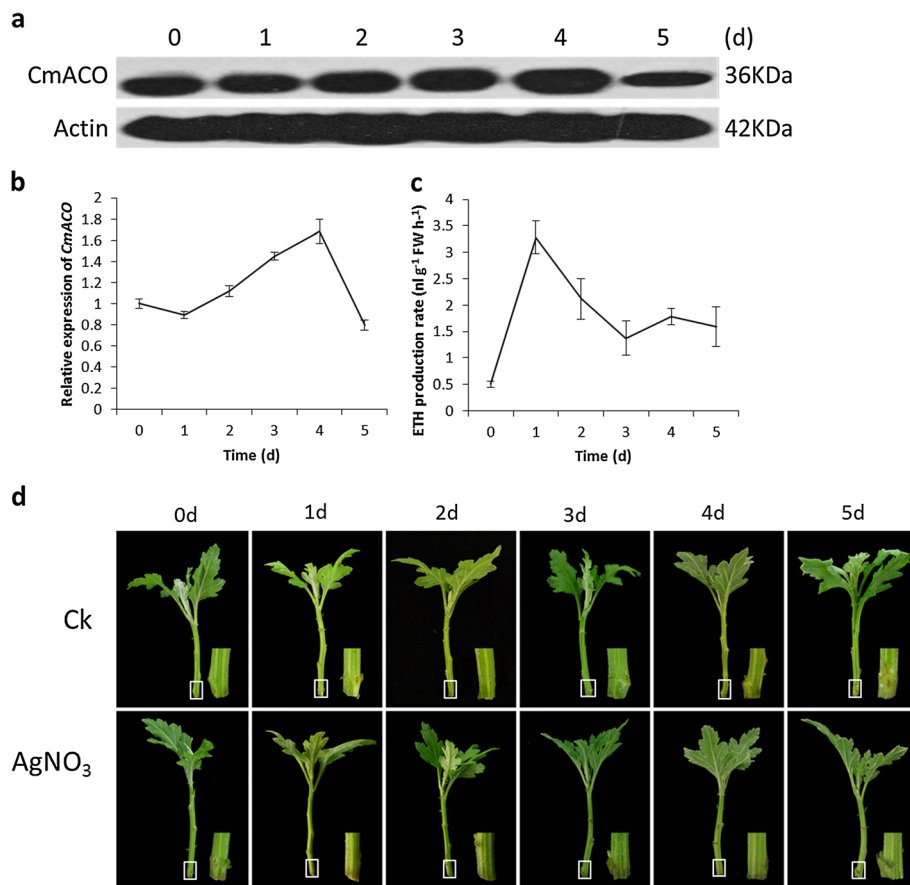 a
0 1 2 3 4 5 (d)
CmACO 36KDa
Actin 42KDa
b
Relative expression of CmACO
2
1.8
1.6
1.4
1.2
1
0.8
0.6
0.4
0.2
0
0 1 2 3 4 5
Time (d)
c
ETH production rate (nl g⁻¹ FW h⁻¹)
4
3.5
3
2.5
2
1.5
1
0.5
0
0 1 2 3 4 5
Time (d)
d
0d 1d 2d 3d 4d 5d
Ck
AgNO₃